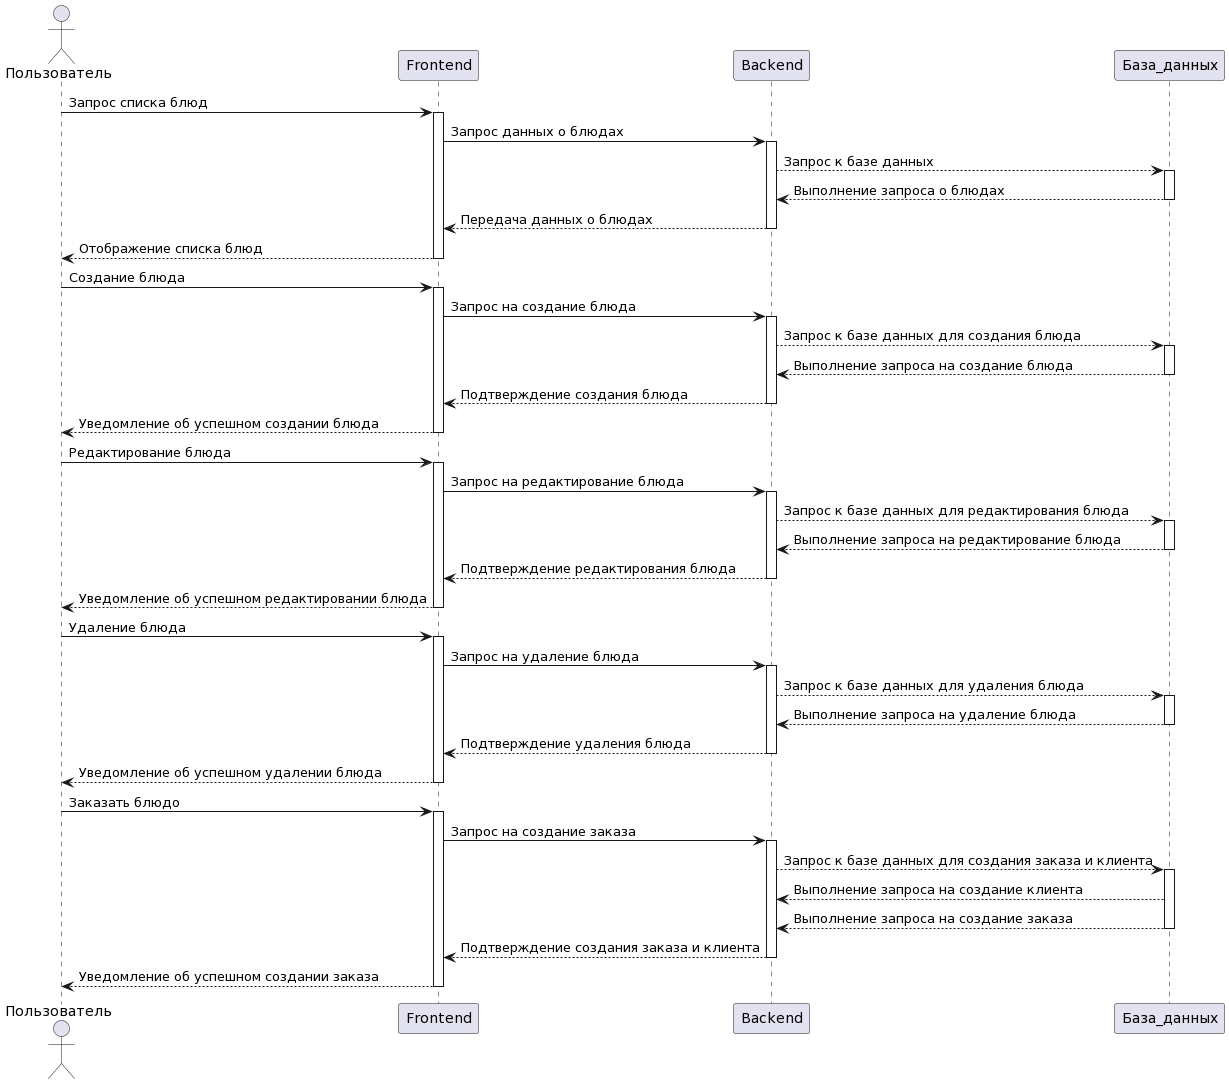 Пользователь
Frontend
Backend
База_данных
Запрос списка блюд
Запрос данных о блюдах
Запрос к базе данных
Выполнение запроса о блюдах
Передача данных о блюдах
Отображение списка блюд
Создание блюда
Запрос на создание блюда
Запрос к базе данных для создания блюда
Выполнение запроса на создание блюда
Подтверждение создания блюда
Уведомление об успешном создании блюда
Редактирование блюда
Запрос на редактирование блюда
Запрос к базе данных для редактирования блюда
Выполнение запроса на редактирование блюда
Подтверждение редактирования блюда
Уведомление об успешном редактировании блюда
Удаление блюда
Запрос на удаление блюда
Запрос к базе данных для удаления блюда
Выполнение запроса на удаление блюда
Подтверждение удаления блюда
Уведомление об успешном удалении блюда
Заказать блюдо
Запрос на создание заказа
Запрос к базе данных для создания заказа и клиента
Выполнение запроса на создание клиента
Выполнение запроса на создание заказа
Подтверждение создания заказа и клиента
Уведомление об успешном создании заказа
Пользователь
Frontend
Backend
База_данных